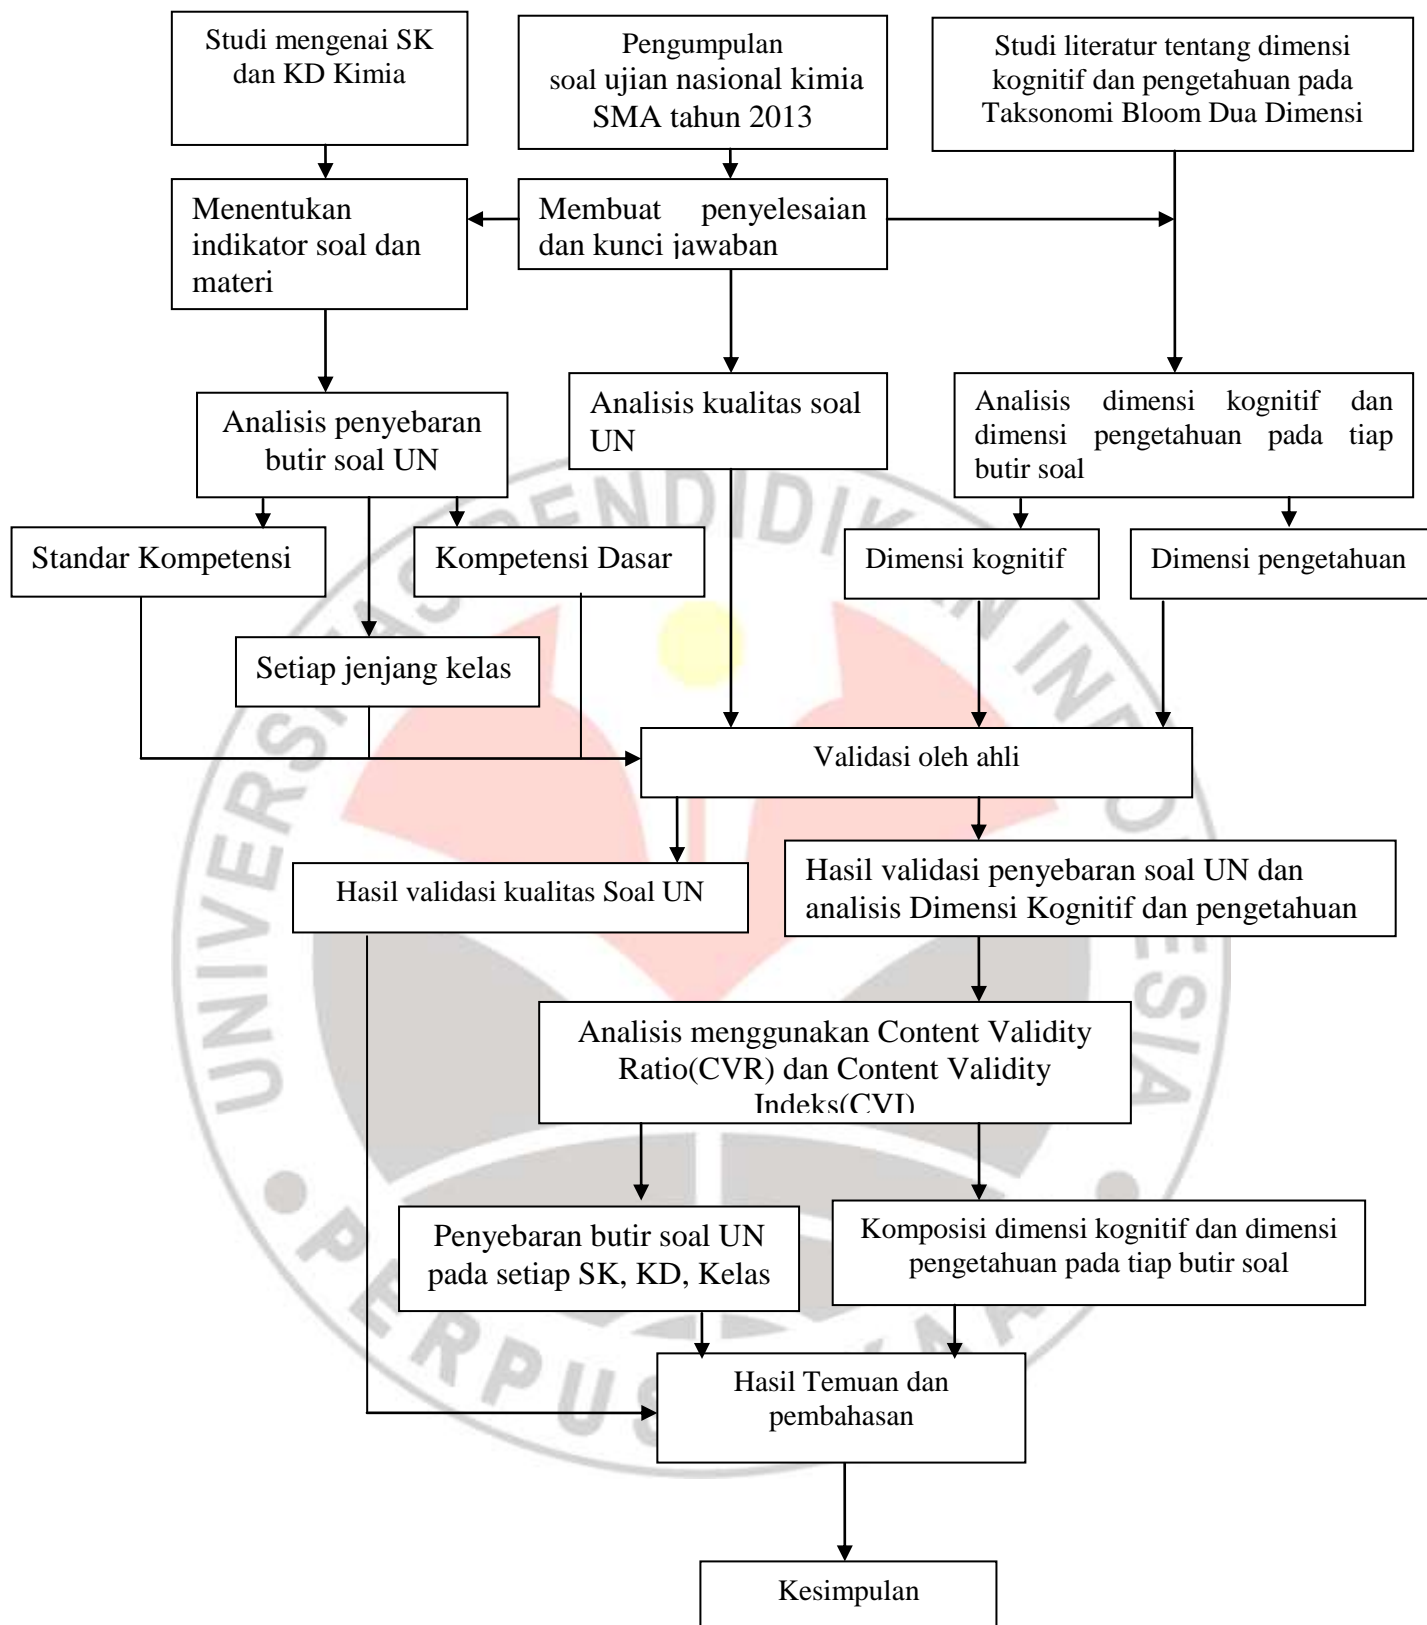 Studi mengenai SK
dan KD Kimia
Pengumpulan
soal ujian nasional kimia
SMA tahun 2013
Studi literatur tentang dimensi
kognitif dan pengetahuan pada
Taksonomi Bloom Dua Dimensi
Menentukan
indikator soal dan
materi
Membuat penyelesaian
dan kunci jawaban
Analisis penyebaran
butir soal UN
Analisis kualitas soal
UN
Analisis dimensi kognitif dan
dimensi pengetahuan pada tiap
butir soal
Standar Kompetensi
Kompetensi Dasar
Dimensi kognitif
Dimensi pengetahuan
Setiap jenjang kelas
Validasi oleh ahli
Hasil validasi kualitas Soal UN
Hasil validasi penyebaran soal UN dan
analisis Dimensi Kognitif dan pengetahuan
Analisis menggunakan Content Validity
Ratio(CVR) dan Content Validity
Indeks(CVI)
Penyebaran butir soal UN
pada setiap SK, KD, Kelas
Komposisi dimensi kognitif dan dimensi
pengetahuan pada tiap butir soal
Hasil Temuan dan
pembahasan
Kesimpulan